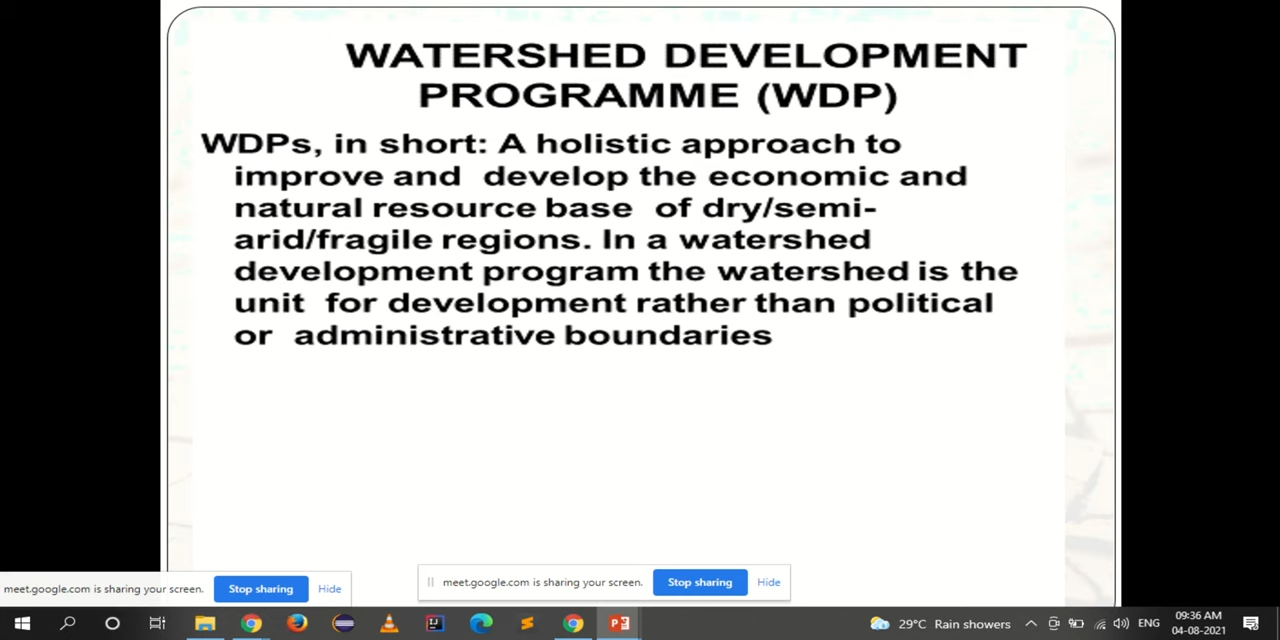 WATERSHED DEVELOPMENT
PROGRAMME (WDP)
WDPs, in short: A holistic approach to
improve and develop the economic and
natural resource base of dry/semi-
arid/fragile regions. In a watershed
development program the watershed is the
unit for development rather than political
or administrative boundaries
meet.google.com is sharing your screen. Stop sharing Hide
meet.google.com is sharing your screen. Stop sharing Hide
29°C Rain showers ENG
09:36 AM
04-08-2021